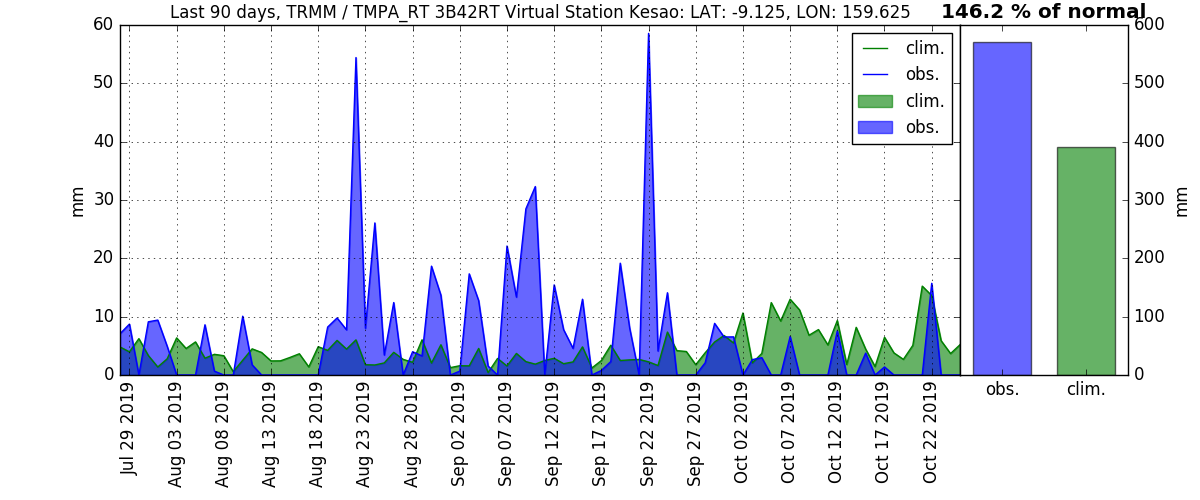 Last 90 days, TRMM / TMPA_RT 3B42RT Virtual Station Kesao: LAT: -9.125, LON: 159.625
146.2 % of normal
60
50
40
30
20
10
0
mm
clim.
obs.
clim.
obs.
Jul 29 2019
Aug 03 2019
Aug 08 2019
Aug 13 2019
Aug 18 2019
Aug 23 2019
Aug 28 2019
Sep 02 2019
Sep 07 2019
Sep 12 2019
Sep 17 2019
Sep 22 2019
Sep 27 2019
Oct 02 2019
Oct 07 2019
Oct 12 2019
Oct 17 2019
Oct 22 2019
600
500
400
300
200
100
0
mm
obs.
clim.